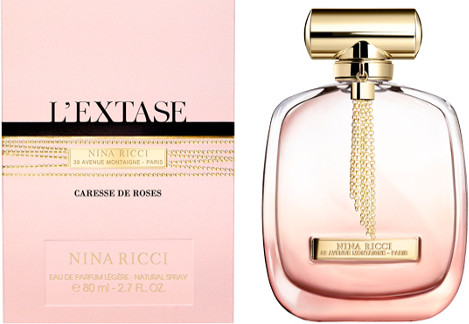 L'EXTASE
NINA RICCI
39 AVENUE MONTAIGNE - PARIS
CARESSE DE ROSES
NINA RICCI
EAU DE PARFUM LÉGÈRE · NATURAL SPRAY
℮ 80 ml - 2.7 FL. OZ.
NINA RICCI
39 AVENUE MONTAIGNE - PARIS